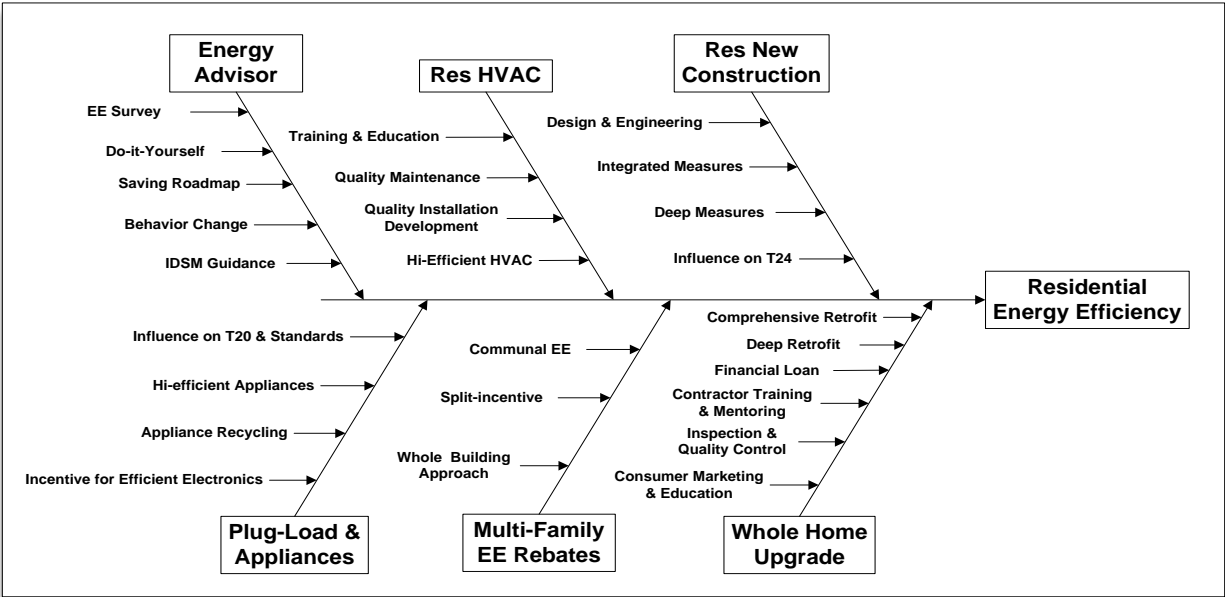 Energy
Advisor
EE Survey
Do-it-Yourself
Saving Roadmap
Behavior Change
IDSM Guidance
Res HVAC
Training & Education
Quality Maintenance
Quality Installation
Development
Hi-Efficient HVAC
Res New
Construction
Design & Engineering
Integrated Measures
Deep Measures
Influence on T24
Residential
Energy Efficiency
Influence on T20 & Standards
Hi-efficient Appliances
Appliance Recycling
Incentive for Efficient Electronics
Plug-Load &
Appliances
Communal EE
Split-incentive
Whole Building
Approach
Multi-Family
EE Rebates
Comprehensive Retrofit
Deep Retrofit
Financial Loan
Contractor Training
& Mentoring
Inspection &
Quality Control
Consumer Marketing
& Education
Whole Home
Upgrade